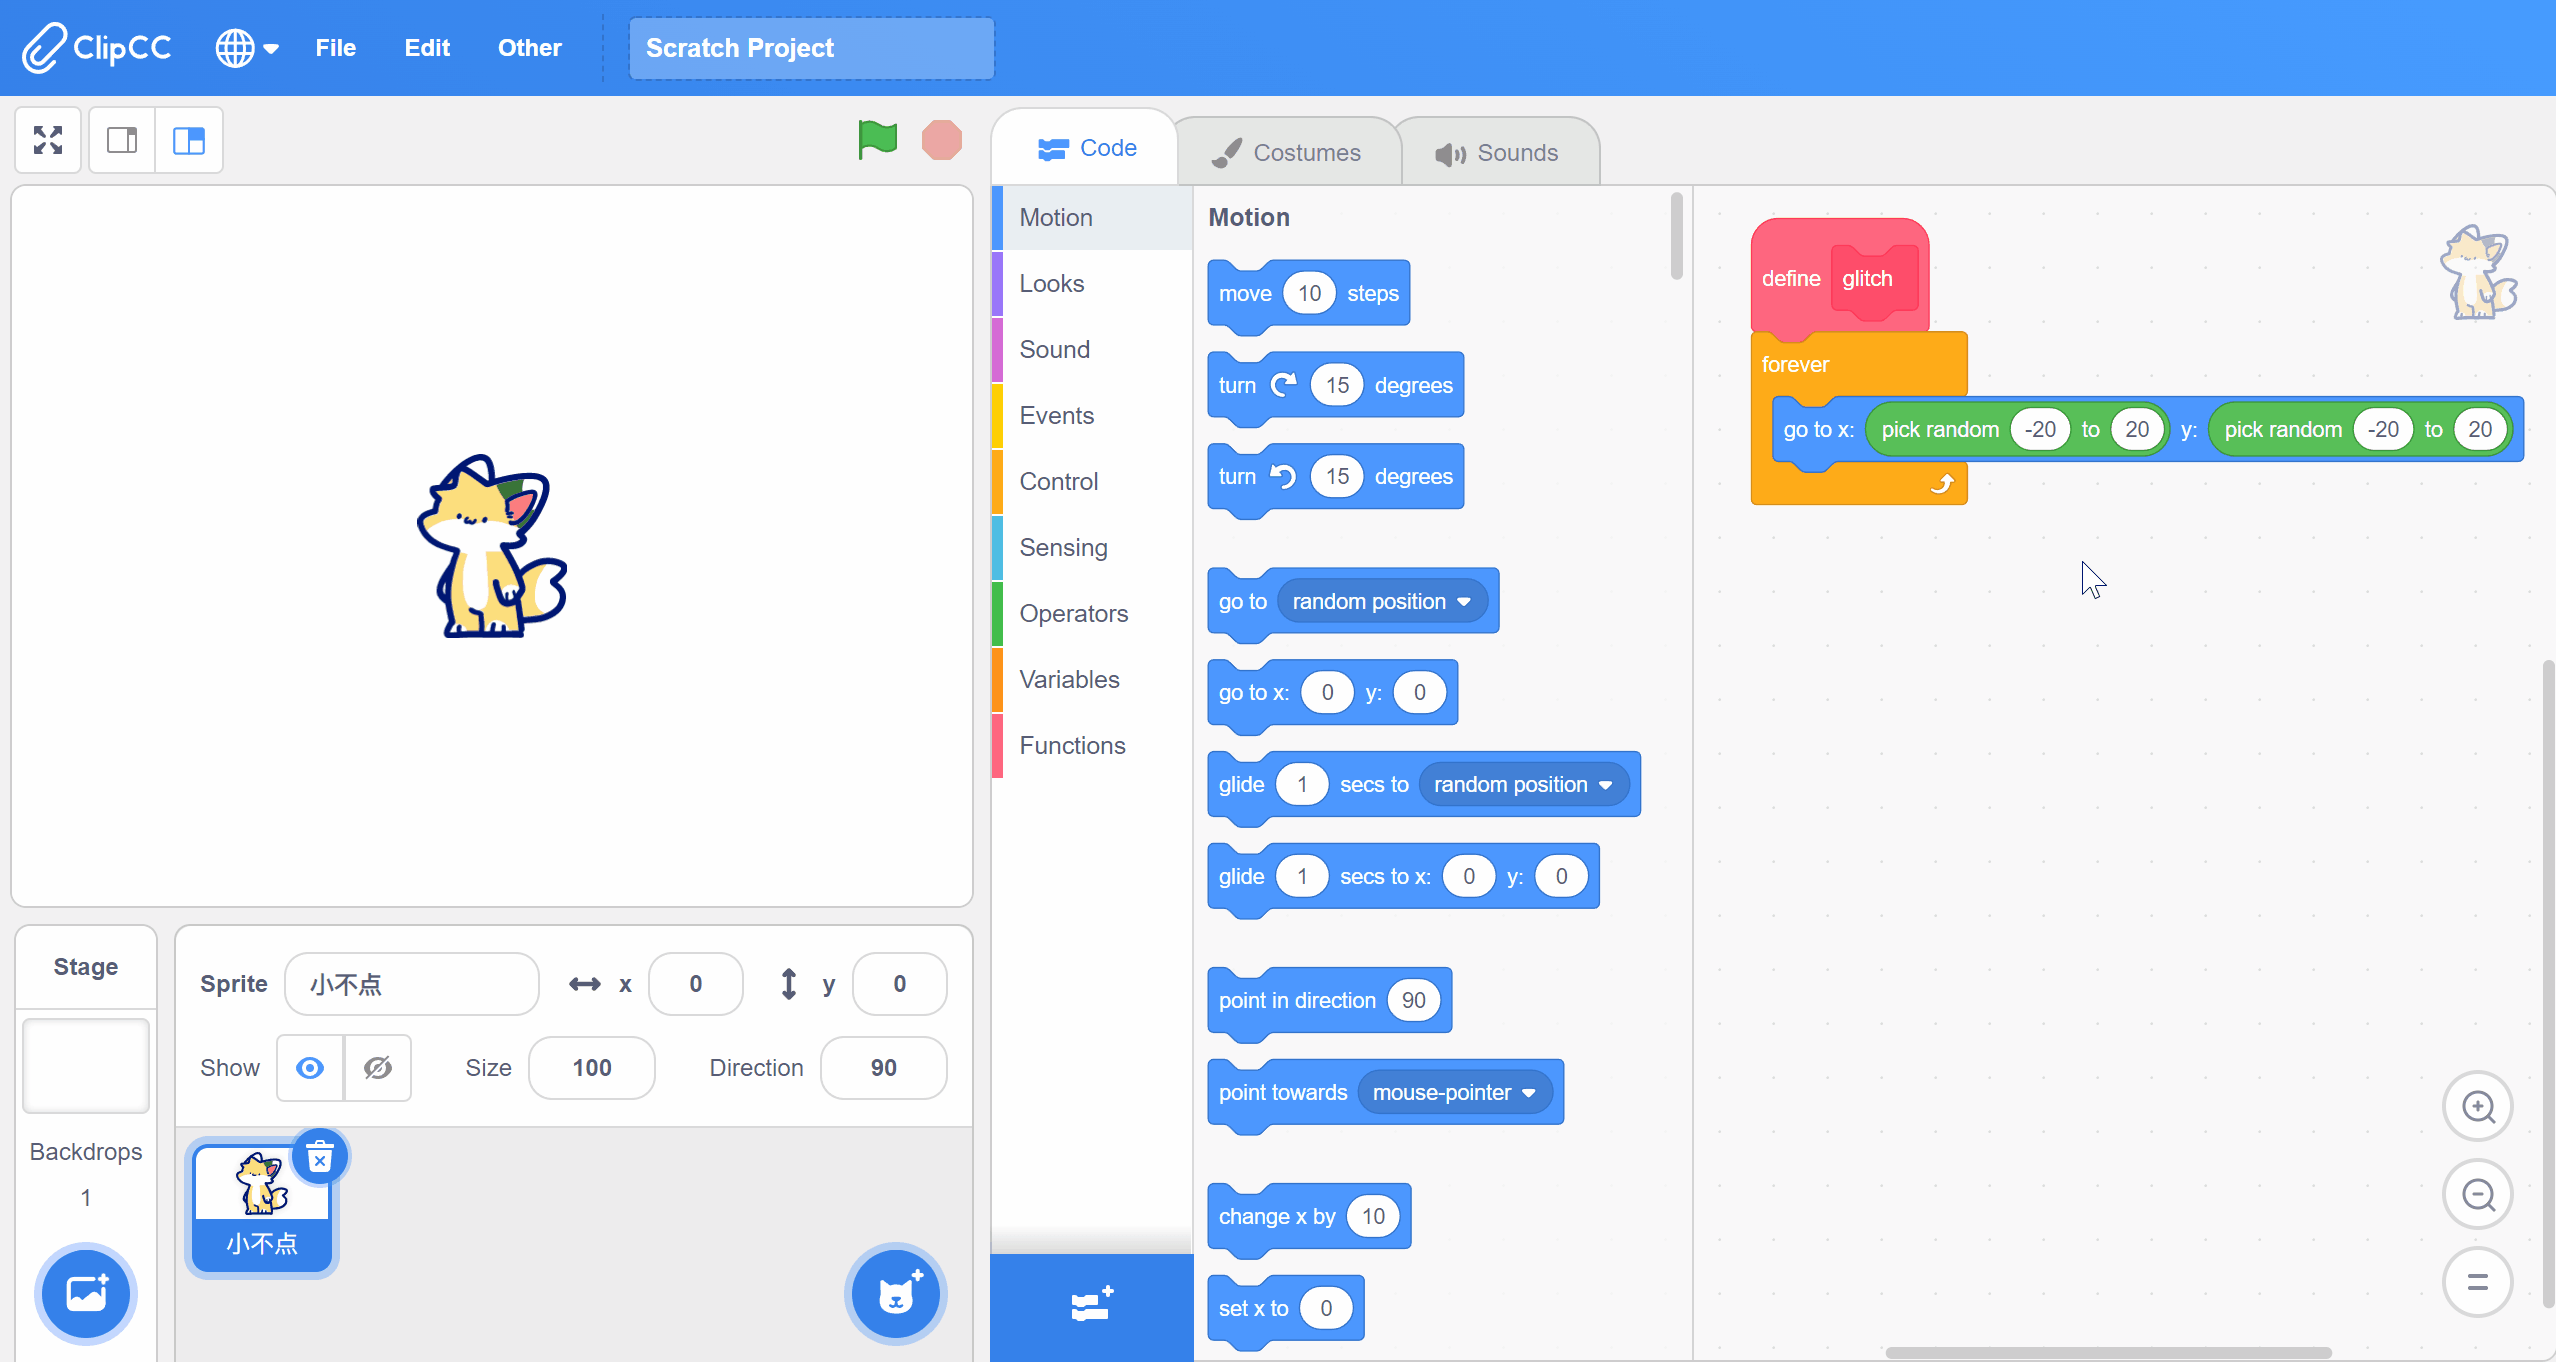 ClipCC File Edit Other Scratch Project
Code Costumes Sounds
Motion
Looks
Sound
Events
Control
Sensing
Operators
Variables
Functions
Motion
move 10 steps
turn 15 degrees
turn 15 degrees
go to random position
go to x: 0 y: 0
glide 1 secs to random position
glide 1 secs to x: 0 y: 0
point in direction 90
point towards mouse-pointer
change x by 10
set x to 0
define glitch
forever
go to x: pick random -20 to 20 y: pick random -20 to 20
Stage
Backdrops
1
Sprite 小不点 x 0 y 0
Show Size 100 Direction 90
小不点